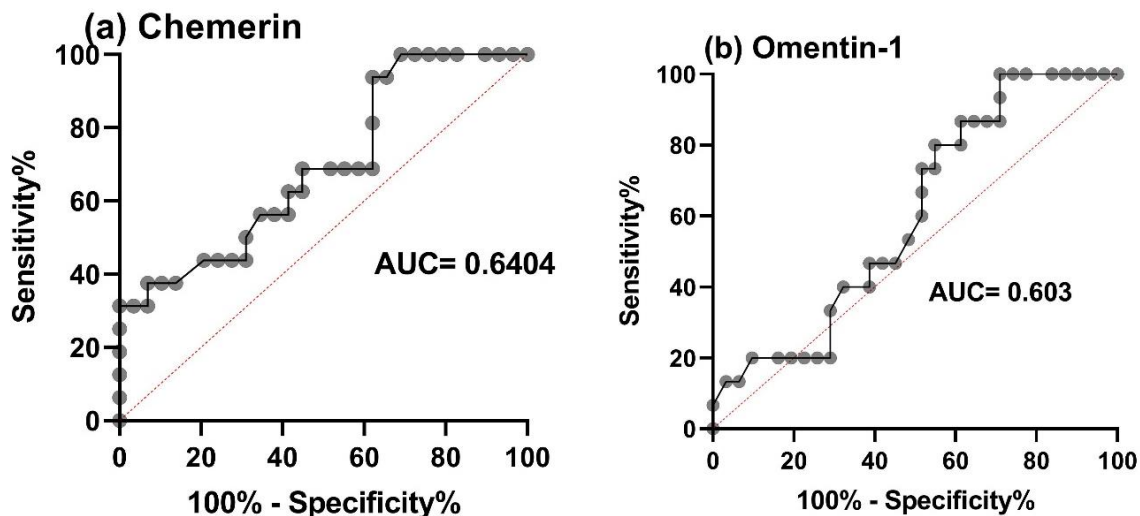 (a) Chemerin
100
80
60
40
20
0
Sensitivity%
AUC= 0.6404
0 20 40 60 80 100
100% - Specificity%
(b) Omentin-1
100
80
60
40
20
0
Sensitivity%
AUC= 0.603
0 20 40 60 80 100
100% - Specificity%